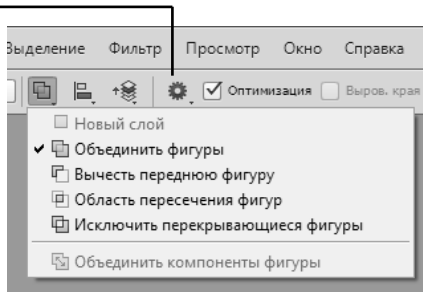 Выделение Фильтр Просмотр Окно Справка
Оптимизация Выров. края
Новый слой
Объединить фигуры
Вычесть переднюю фигуру
Область пересечения фигур
Исключить перекрывающиеся фигуры
Объединить компоненты фигуры